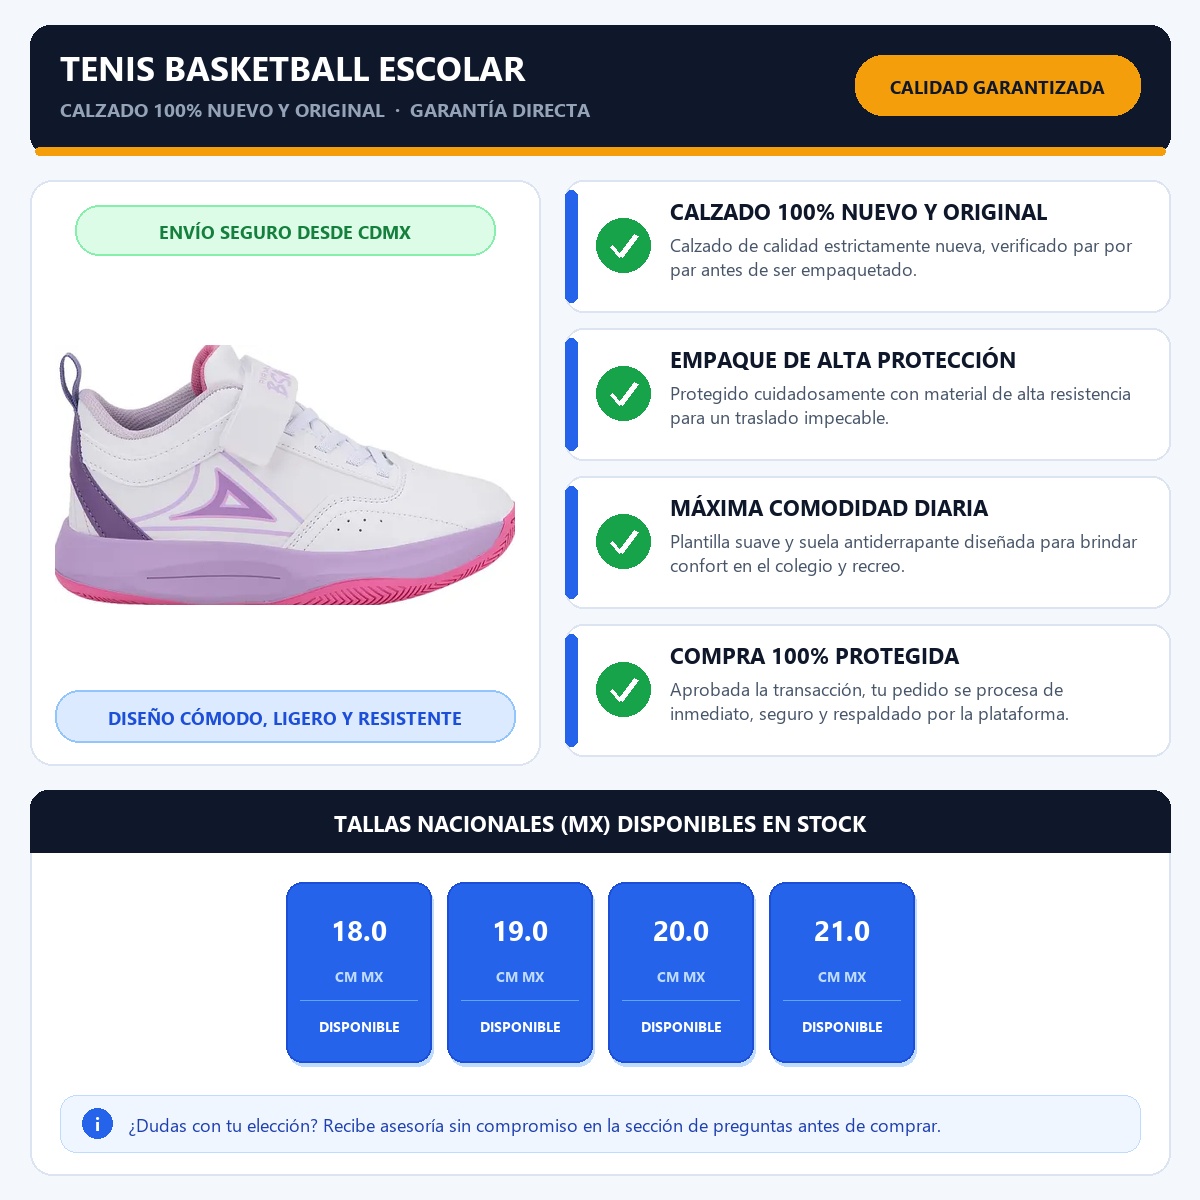 TENIS BASKETBALL ESCOLAR
CALZADO 100% NUEVO Y ORIGINAL · GARANTÍA DIRECTA
CALIDAD GARANTIZADA
ENVÍO SEGURO DESDE CDMX
DISEÑO CÓMODO, LIGERO Y RESISTENTE
CALZADO 100% NUEVO Y ORIGINAL
Calzado de calidad estrictamente nueva, verificado par por
par antes de ser empaquetado.
EMPAQUE DE ALTA PROTECCIÓN
Protegido cuidadosamente con material de alta resistencia
para un traslado impecable.
MÁXIMA COMODIDAD DIARIA
Plantilla suave y suela antiderrapante diseñada para brindar
confort en el colegio y recreo.
COMPRA 100% PROTEGIDA
Aprobada la transacción, tu pedido se procesa de
inmediato, seguro y respaldado por la plataforma.
TALLAS NACIONALES (MX) DISPONIBLES EN STOCK
18.0
CM MX
DISPONIBLE
19.0
CM MX
DISPONIBLE
20.0
CM MX
DISPONIBLE
21.0
CM MX
DISPONIBLE
¿Dudas con tu elección? Recibe asesoría sin compromiso en la sección de preguntas antes de comprar.